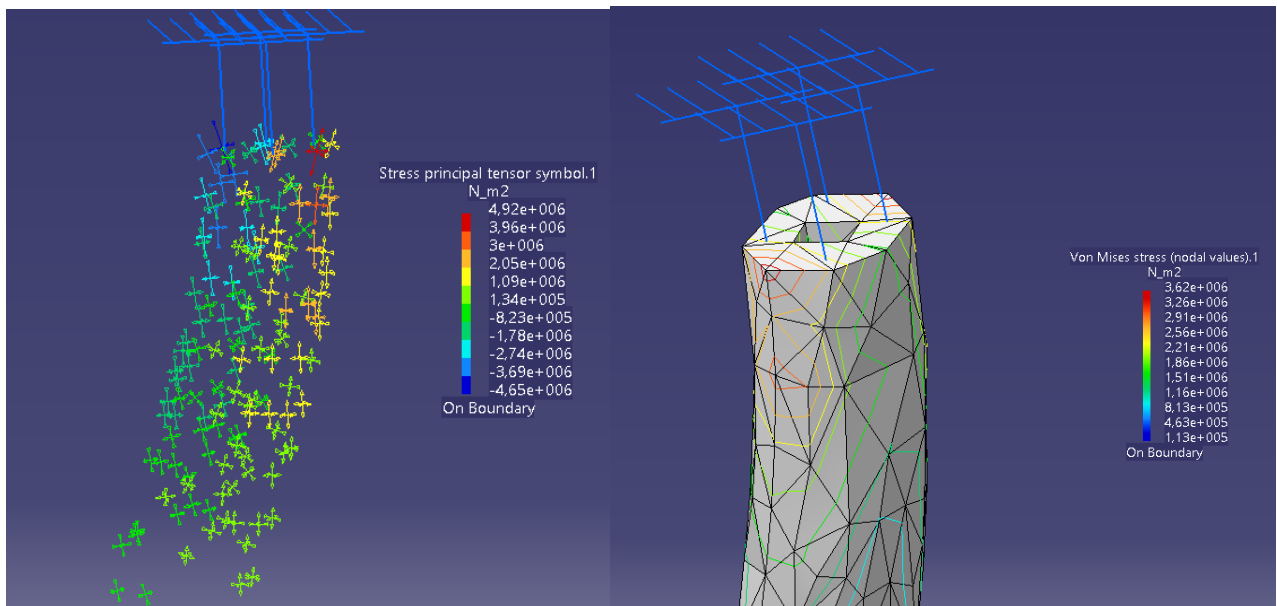 Stress principal tensor symbol.1
N_m2
4,92e+006
3,96e+006
3e+006
2,05e+006
1,09e+006
1,34e+005
-8,23e+005
-1,78e+006
-2,74e+006
-3,69e+006
-4,65e+006
On Boundary
Von Mises stress (nodal values).1
N_m2
3,62e+006
3,26e+006
2,91e+006
2,56e+006
2,21e+006
1,86e+006
1,51e+006
1,16e+006
8,13e+005
4,63e+005
1,13e+005
On Boundary